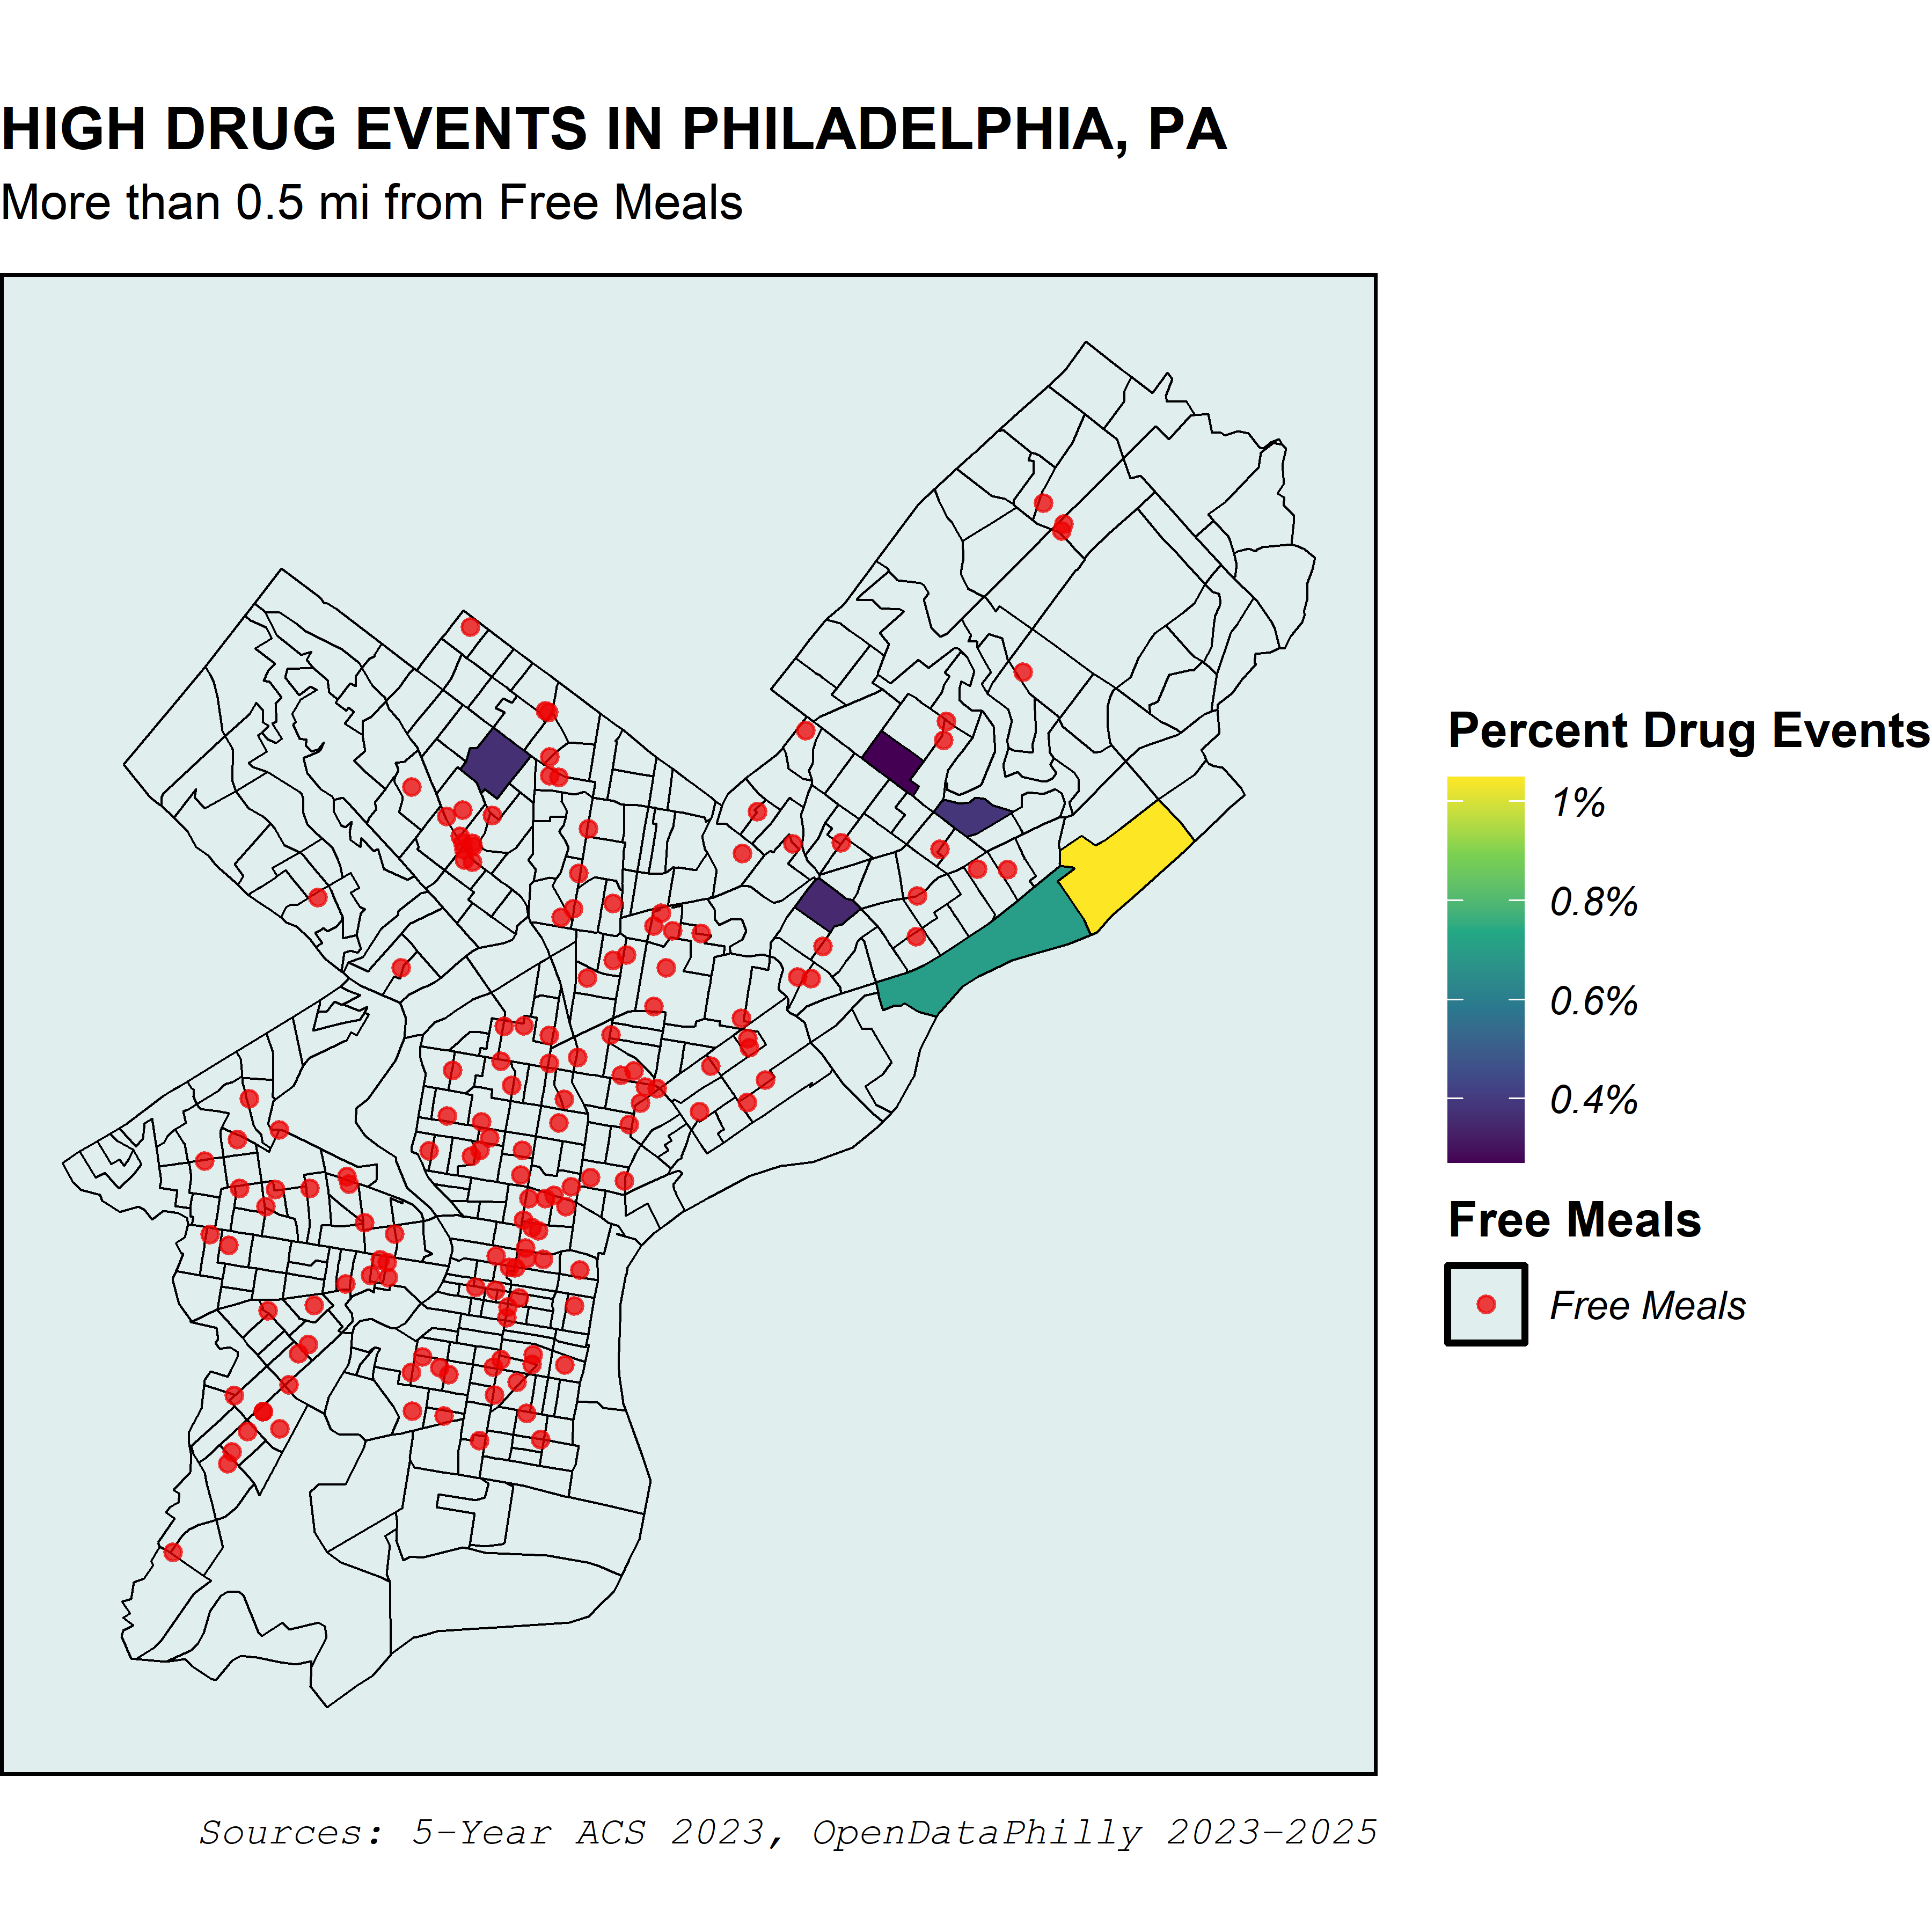 HIGH DRUG EVENTS IN PHILADELPHIA, PA
More than 0.5 mi from Free Meals
Percent Drug Events
1%
0.8%
0.6%
0.4%
Free Meals
Free Meals
Sources: 5-Year ACS 2023, OpenDataPhilly 2023-2025